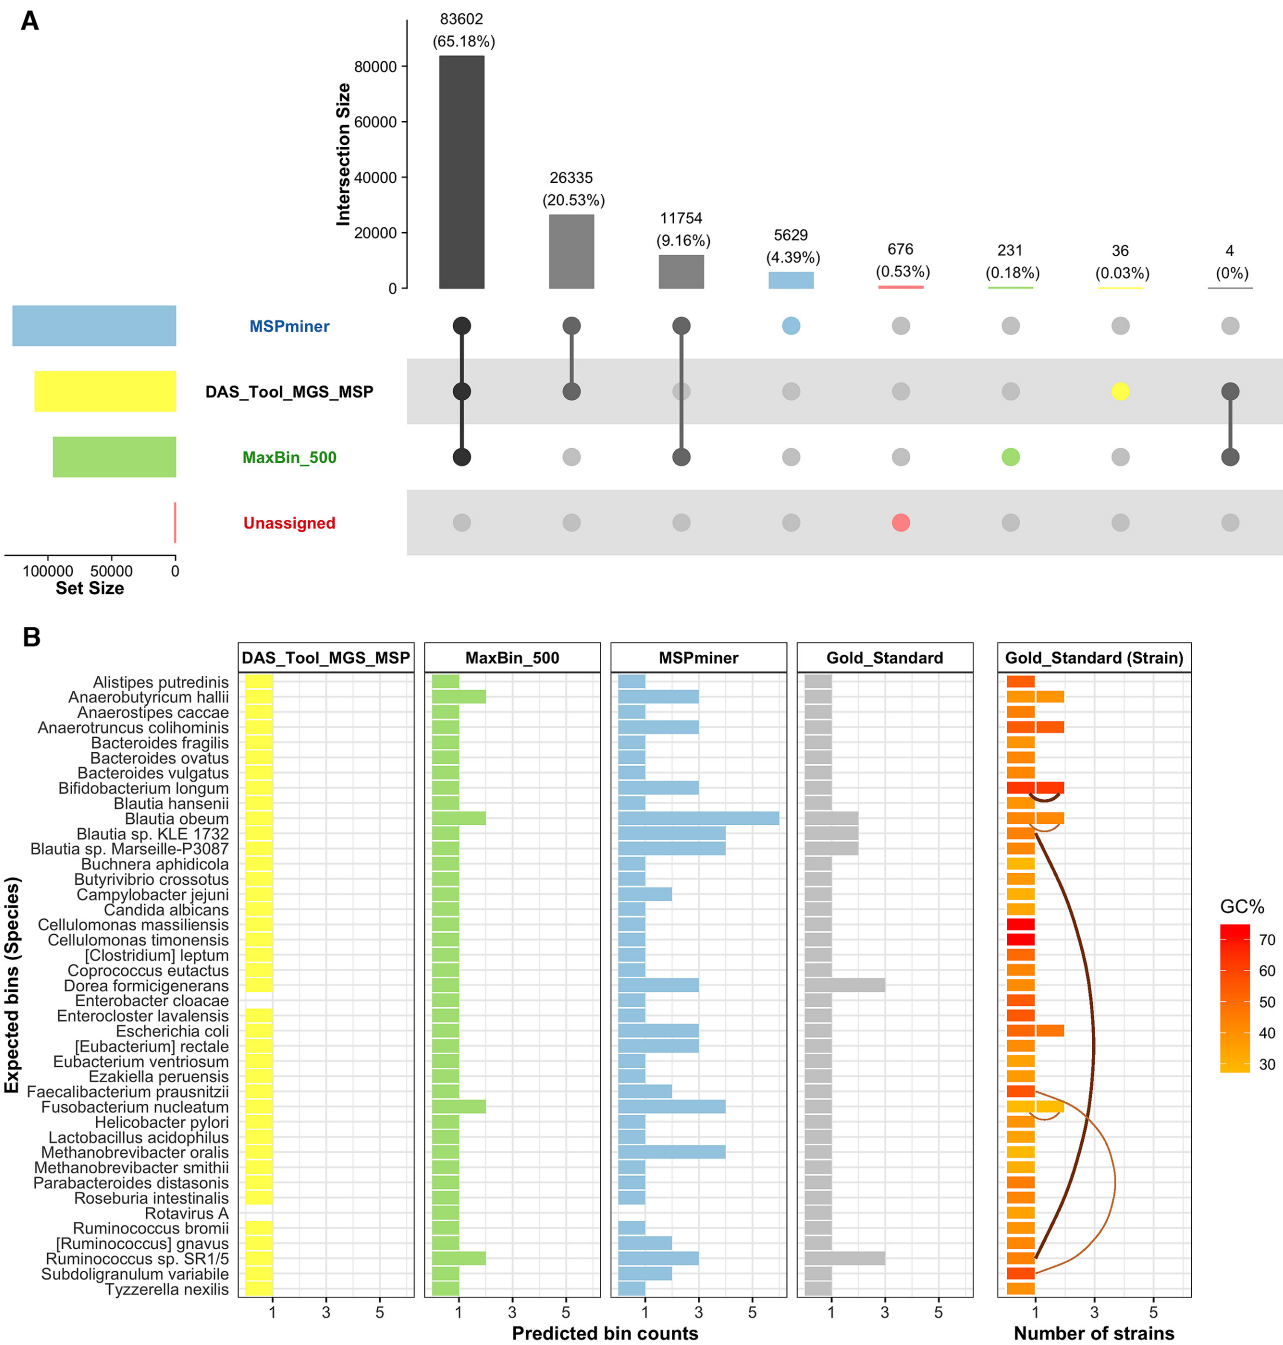 A
83602
(65.18%)
26335
(20.53%)
11754
(9.16%)
5629
(4.39%)
676
(0.53%)
231
(0.18%)
36
(0.03%)
4
(0%)
Intersection Size
80000
60000
40000
20000
0
MSPminer
DAS_Tool_MGS_MSP
MaxBin_500
Unassigned
100000 50000 0
Set Size
B
DAS_Tool_MGS_MSP MaxBin_500 MSPminer Gold_Standard Gold_Standard (Strain)
Expected bins (Species)
Alistipes putredinis
Anaerobutyricum hallii
Anaerostipes caccae
Anaerotruncus colihominis
Bacteroides fragilis
Bacteroides ovatus
Bacteroides vulgatus
Bifidobacterium longum
Blautia hansenii
Blautia obeum
Blautia sp. KLE 1732
Blautia sp. Marseille-P3087
Buchnera aphidicola
Butyrivibrio crossotus
Campylobacter jejuni
Candida albicans
Cellulomonas massiliensis
Cellulomonas timonensis
[Clostridium] leptum
Coprococcus eutactus
Dorea formicigenerans
Enterobacter cloacae
Enterocloster lavalensis
Escherichia coli
[Eubacterium] rectale
Eubacterium ventriosum
Ezakiella peruensis
Faecalibacterium prausnitzii
Fusobacterium nucleatum
Helicobacter pylori
Lactobacillus acidophilus
Methanobrevibacter oralis
Methanobrevibacter smithii
Parabacteroides distasonis
Roseburia intestinalis
Rotavirus A
Ruminococcus bromii
[Ruminococcus] gnavus
Ruminococcus sp. SR1/5
Subdoligranulum variabile
Tyzzerella nexilis
1 3 5 1 3 5 1 3 5 1 3 5 1 3 5
Predicted bin counts Number of strains
GC%
70
60
50
40
30